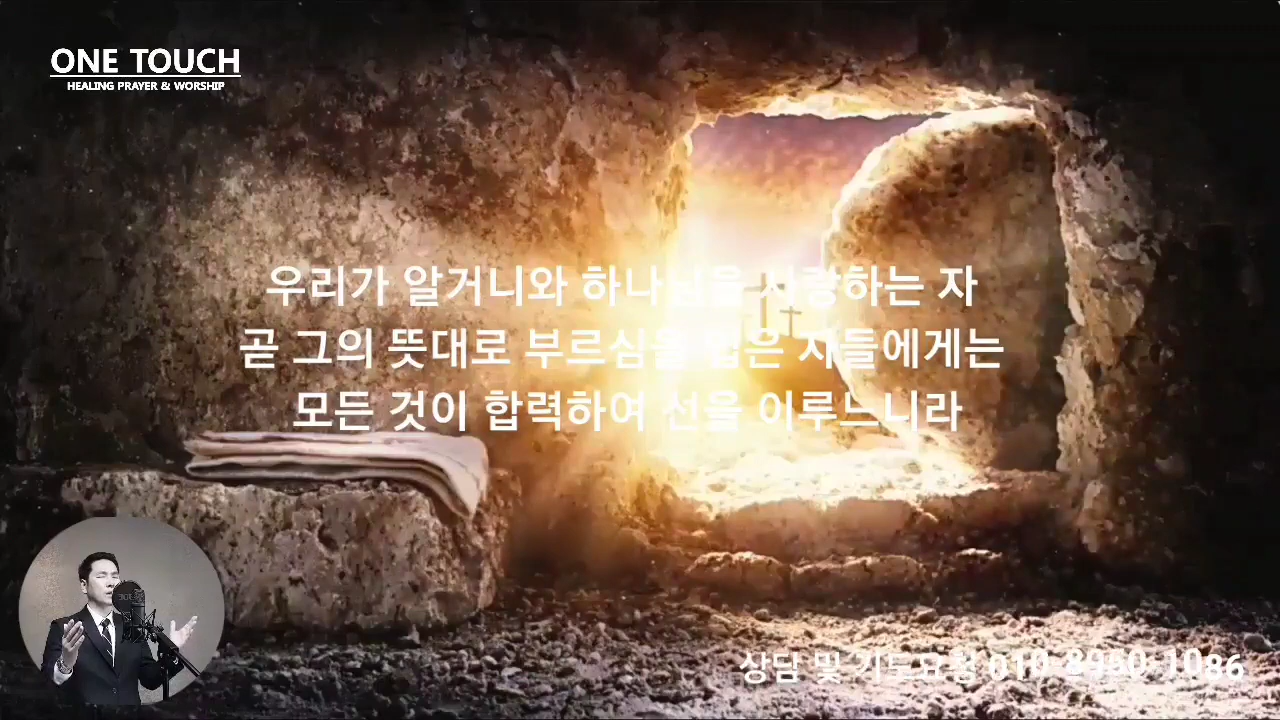 ONE TOUCH
HEALING PRAYER & WORSHIP
우리가 알거니와 하나님을 사랑하는 자
곧 그의 뜻대로 부르심을 입은 자들에게는
모든 것이 합력하여 선을 이루느니라
상담 및 기도요청 010-8950-1086